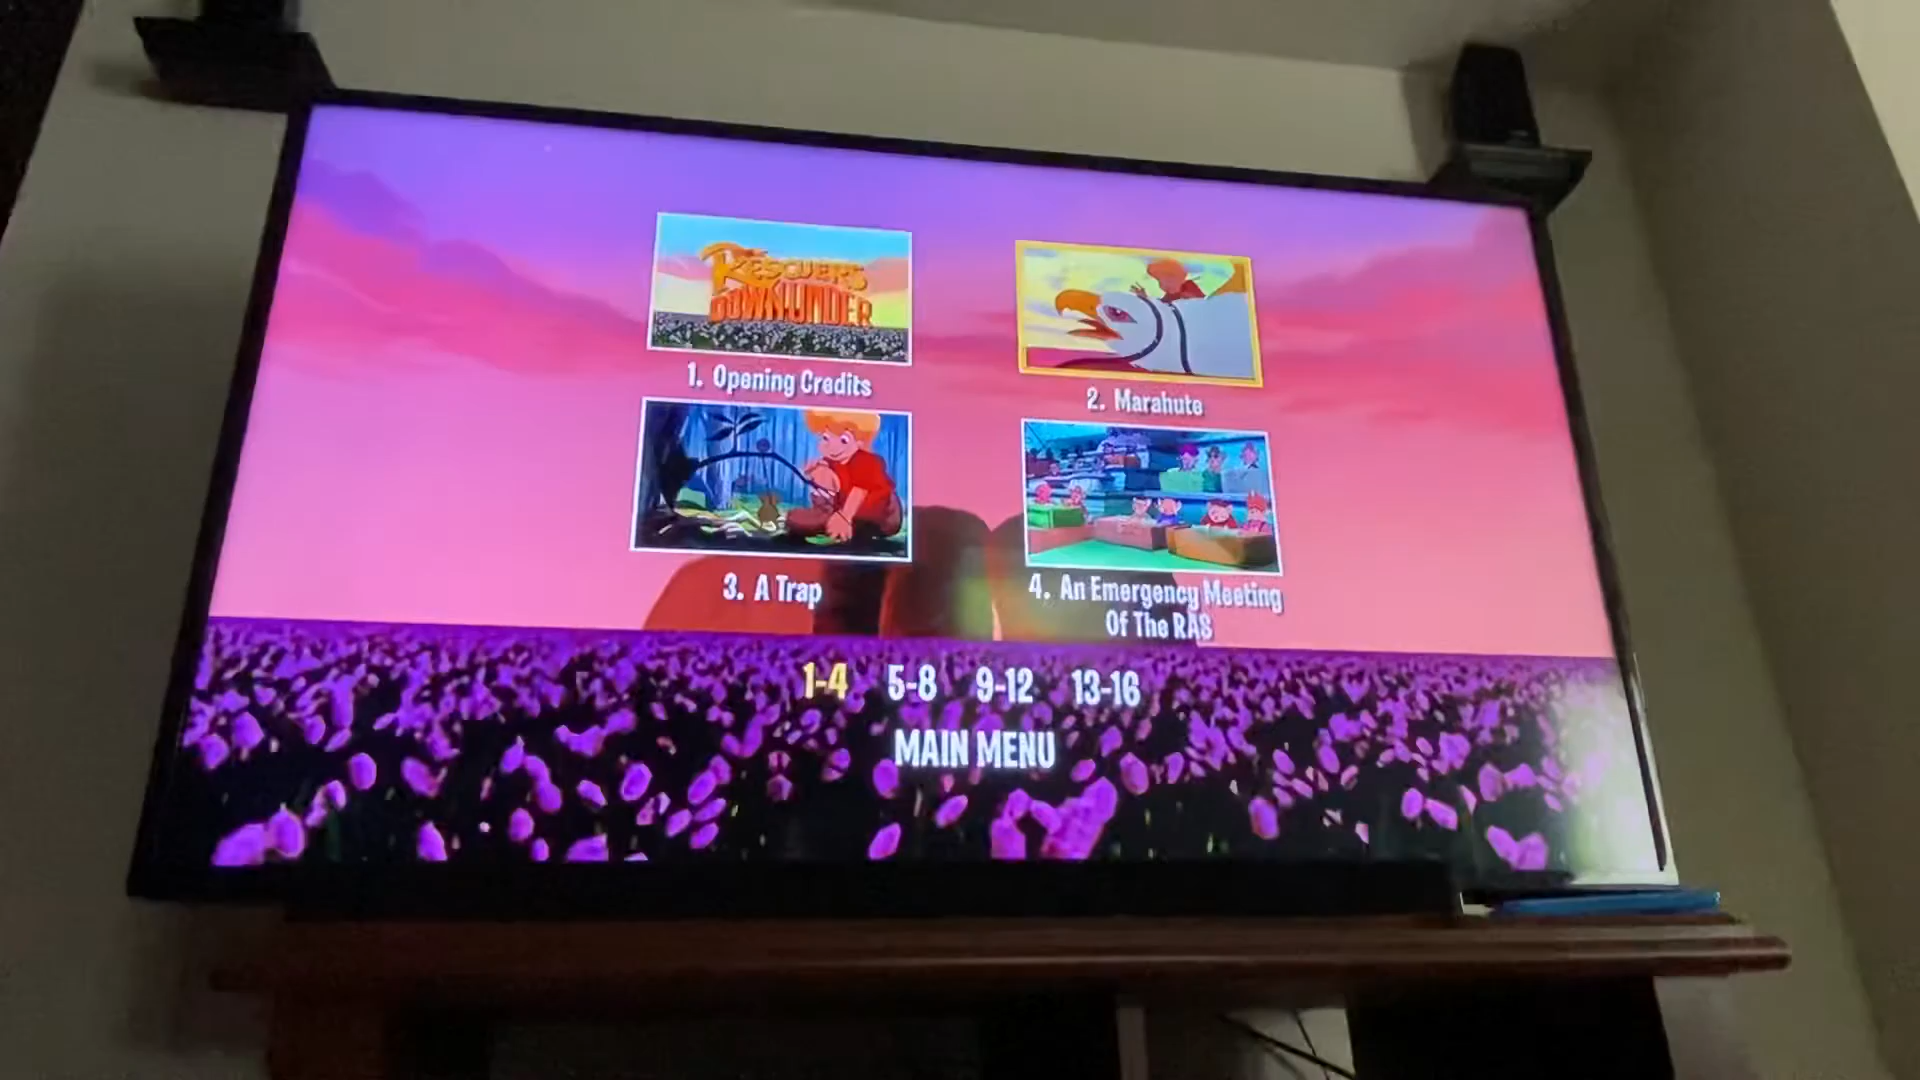 The
RESCUERS
DOWN UNDER
1. Opening Credits
2. Marahute
3. A Trap
4. An Emergency Meeting
Of The RAS
1-4 5-8 9-12 13-16
MAIN MENU